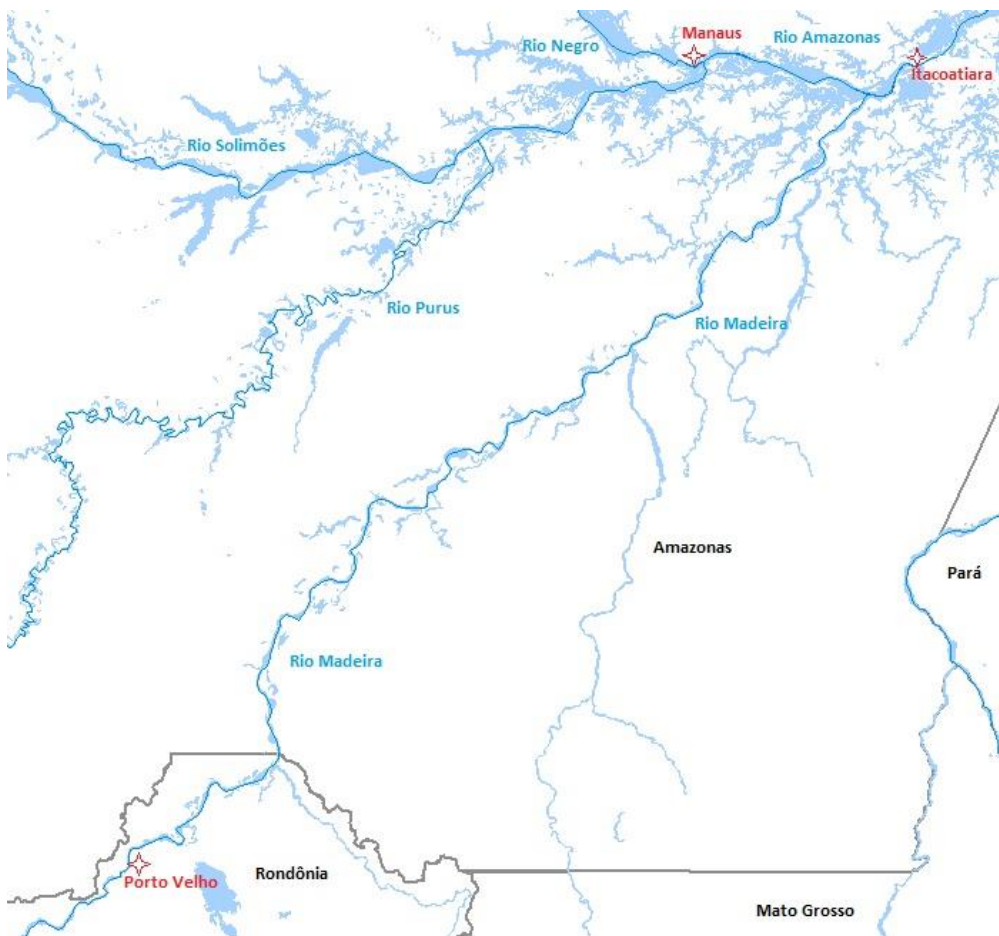 Manaus
Rio Amazonas
Rio Negro
Itacoatiara
Rio Solimões
Rio Purus
Rio Madeira
Amazonas
Pará
Rio Madeira
Rondônia
Porto Velho
Mato Grosso